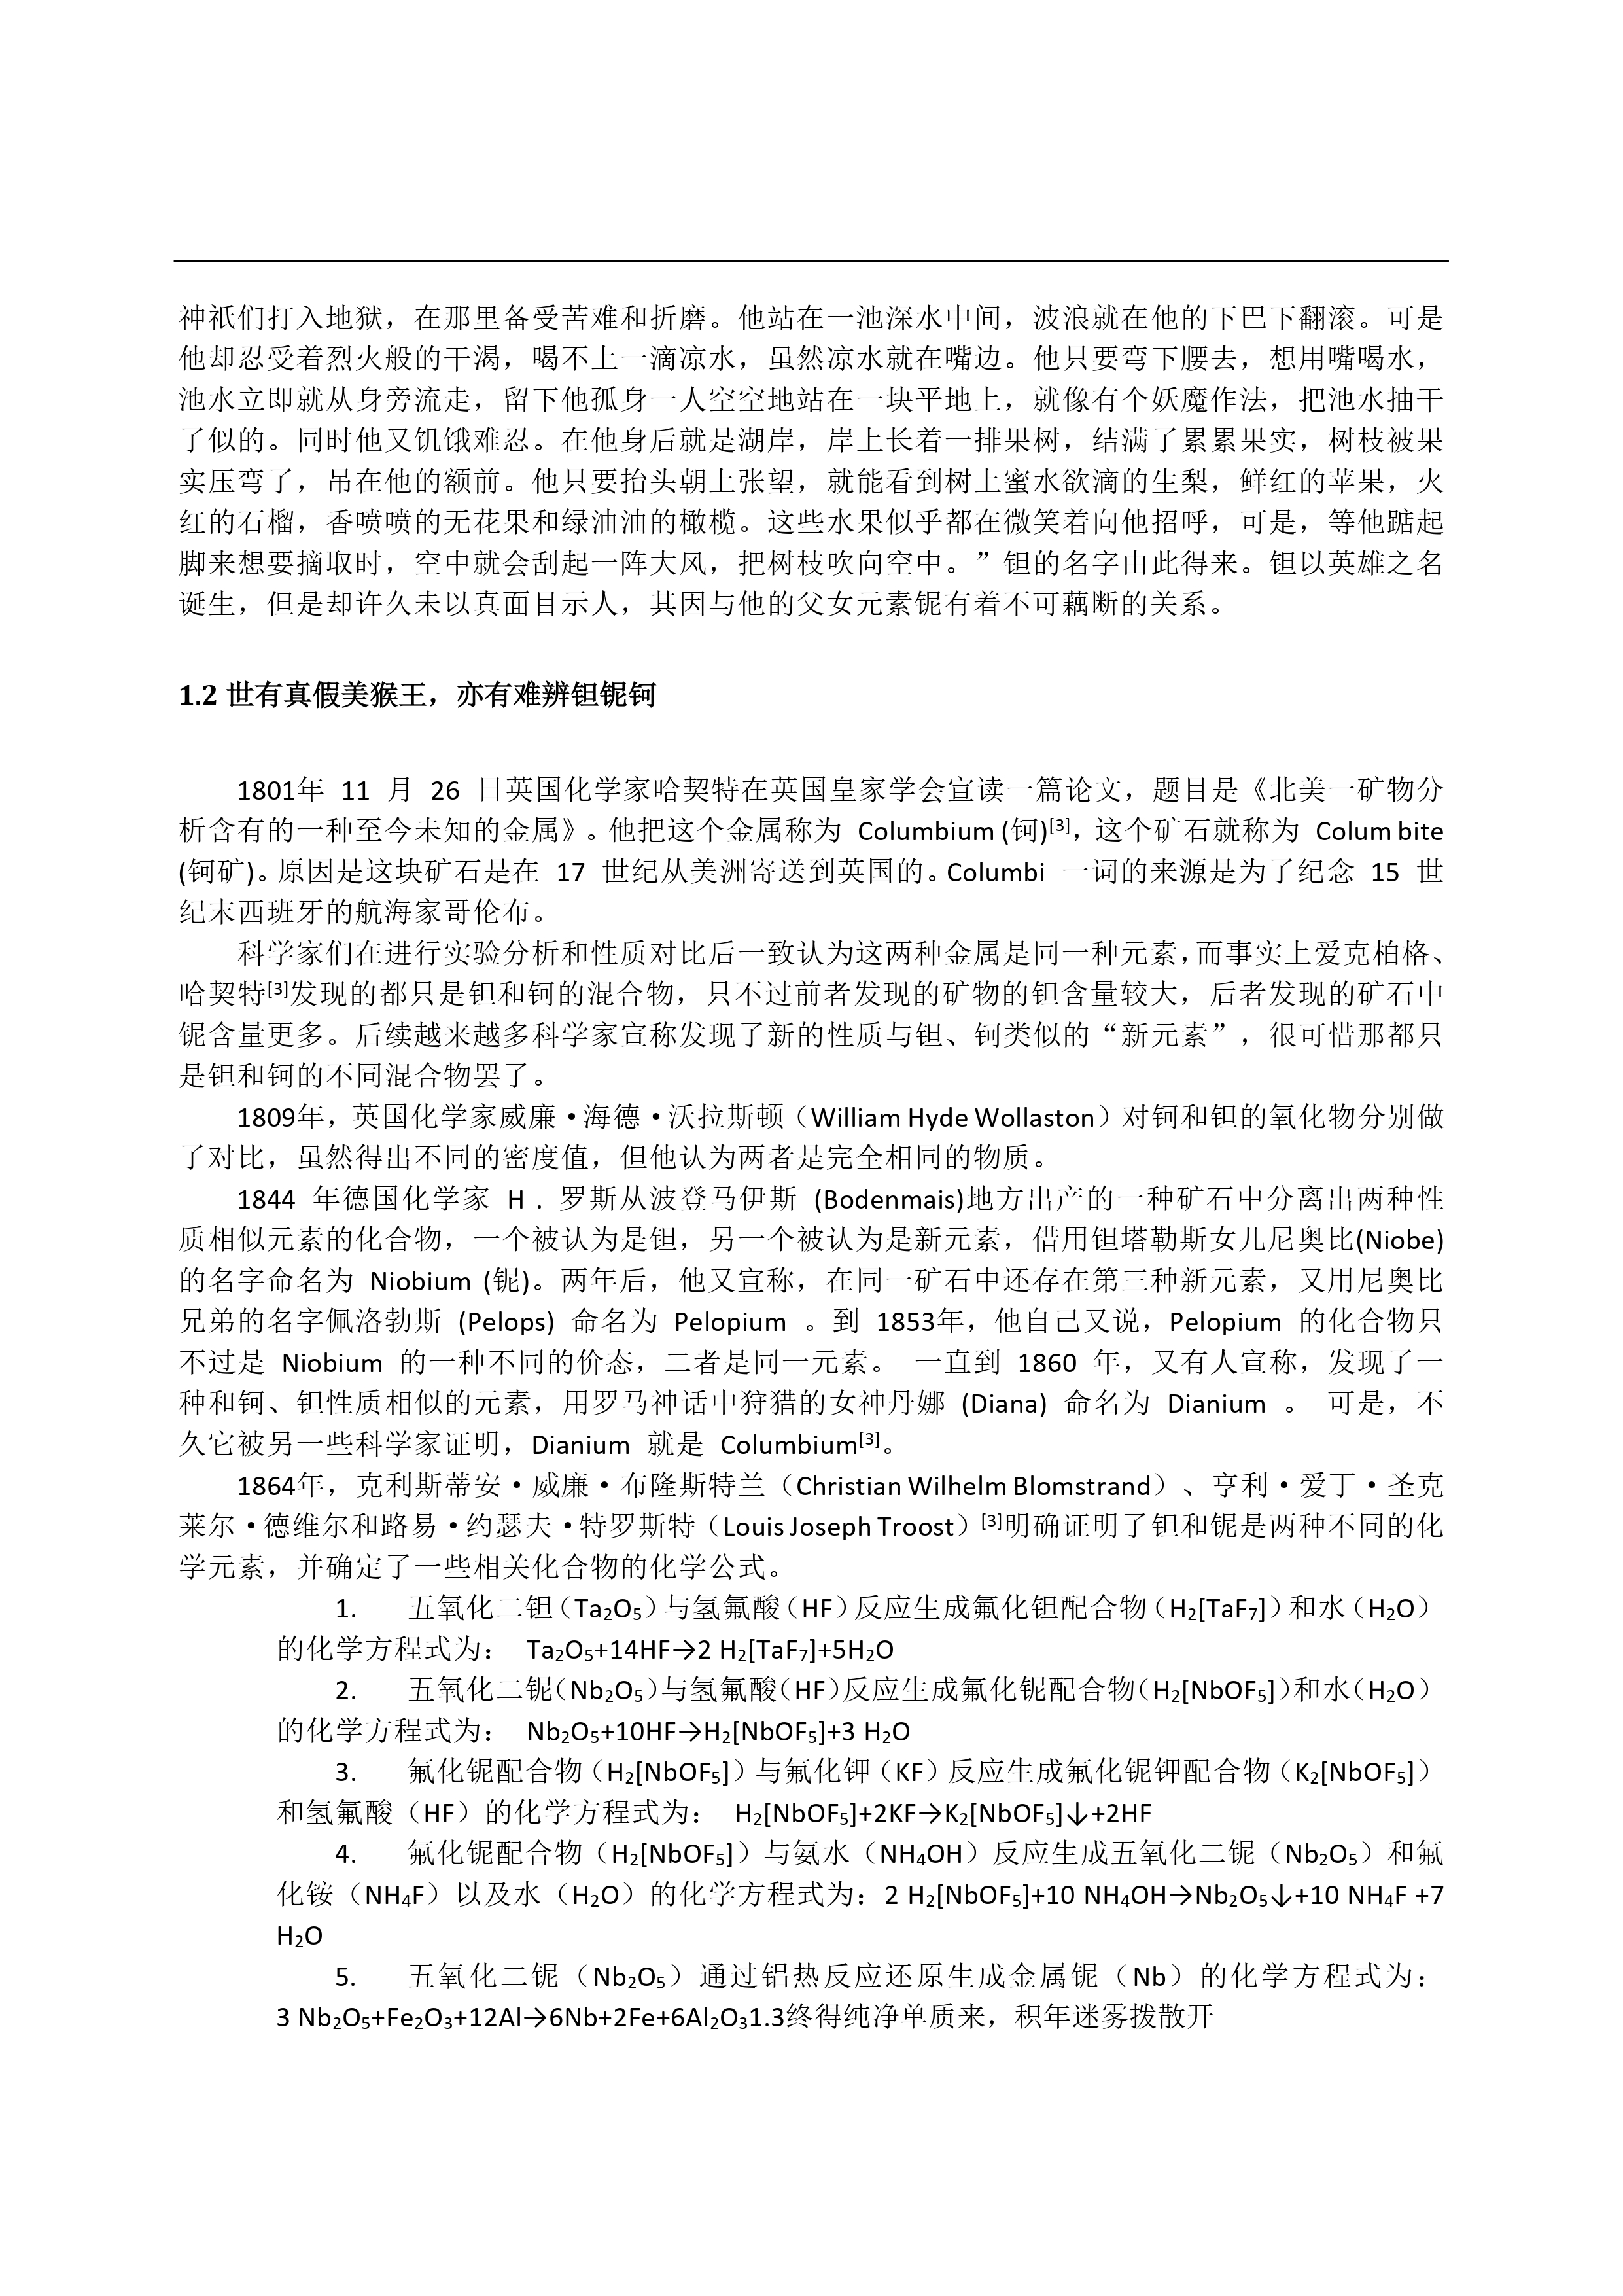 神祇们打入地狱，在那里备受苦难和折磨。他站在一池深水中间，波浪就在他的下巴下翻滚。可是
他却忍受着烈火般的干渴，喝不上一滴凉水，虽然凉水就在嘴边。他只要弯下腰去，想用嘴喝水，
池水立即就从身旁流走，留下他孤身一人空空地站在一块平地上，就像有个妖魔作法，把池水抽干
了似的。同时他又饥饿难忍。在他身后就是湖岸，岸上长着一排果树，结满了累累果实，树枝被果
实压弯了，吊在他的额前。他只要抬头朝上张望，就能看到树上蜜水欲滴的生梨，鲜红的苹果，火
红的石榴，香喷喷的无花果和绿油油的橄榄。这些水果似乎都在微笑着向他招呼，可是，等他踮起
脚来想要摘取时，空中就会刮起一阵大风，把树枝吹向空中。”钽的名字由此得来。钽以英雄之名
诞生，但是却许久未以真面目示人，其因与他的父女元素铌有着不可藕断的关系。
1.2 世有真假美猴王，亦有难辨钽铌钶
1801年 11 月 26 日英国化学家哈契特在英国皇家学会宣读一篇论文，题目是《北美一矿物分
析含有的一种至今未知的金属》。他把这个金属称为 Columbium (钶)[3]，这个矿石就称为 Colum bite
(钶矿)。原因是这块矿石是在 17 世纪从美洲寄送到英国的。Columbi 一词的来源是为了纪念 15 世
纪末西班牙的航海家哥伦布。
科学家们在进行实验分析和性质对比后一致认为这两种金属是同一种元素，而事实上爱克柏格、
哈契特[3]发现的都只是钽和钶的混合物，只不过前者发现的矿物的钽含量较大，后者发现的矿石中
铌含量更多。后续越来越多科学家宣称发现了新的性质与钽、钶类似的“新元素”，很可惜那都只
是钽和钶的不同混合物罢了。
1809年，英国化学家威廉·海德·沃拉斯顿（William Hyde Wollaston）对钶和钽的氧化物分别做
了对比，虽然得出不同的密度值，但他认为两者是完全相同的物质。
1844 年德国化学家 H . 罗斯从波登马伊斯 (Bodenmais)地方出产的一种矿石中分离出两种性
质相似元素的化合物，一个被认为是钽，另一个被认为是新元素，借用钽塔勒斯女儿尼奥比(Niobe)
的名字命名为 Niobium (铌)。两年后，他又宣称，在同一矿石中还存在第三种新元素，又用尼奥比
兄弟的名字佩洛勃斯 (Pelops) 命名为 Pelopium 。到 1853年，他自己又说，Pelopium 的化合物只
不过是 Niobium 的一种不同的价态，二者是同一元素。 一直到 1860 年，又有人宣称，发现了一
种和钶、钽性质相似的元素，用罗马神话中狩猎的女神丹娜 (Diana) 命名为 Dianium 。 可是，不
久它被另一些科学家证明，Dianium 就是 Columbium[3]。
1864年，克利斯蒂安·威廉·布隆斯特兰（Christian Wilhelm Blomstrand）、亨利·爱丁·圣克
莱尔·德维尔和路易·约瑟夫·特罗斯特（Louis Joseph Troost）[3]明确证明了钽和铌是两种不同的化
学元素，并确定了一些相关化合物的化学公式。
1. 五氧化二钽（Ta₂O₅）与氢氟酸（HF）反应生成氟化钽配合物（H₂[TaF₇]）和水（H₂O）
的化学方程式为： Ta₂O₅+14HF→2 H₂[TaF₇]+5H₂O
2. 五氧化二铌（Nb₂O₅）与氢氟酸（HF）反应生成氟化铌配合物（H₂[NbOF₅]）和水（H₂O）
的化学方程式为： Nb₂O₅+10HF→H₂[NbOF₅]+3 H₂O
3. 氟化铌配合物（H₂[NbOF₅]）与氟化钾（KF）反应生成氟化铌钾配合物（K₂[NbOF₅]）
和氢氟酸（HF）的化学方程式为： H₂[NbOF₅]+2KF→K₂[NbOF₅]↓+2HF
4. 氟化铌配合物（H₂[NbOF₅]）与氨水（NH₄OH）反应生成五氧化二铌（Nb₂O₅）和氟
化铵（NH₄F）以及水（H₂O）的化学方程式为：2 H₂[NbOF₅]+10 NH₄OH→Nb₂O₅↓+10 NH₄F +7
H₂O
5. 五氧化二铌（Nb₂O₅）通过铝热反应还原生成金属铌（Nb）的化学方程式为：
3 Nb₂O₅+Fe₂O₃+12Al→6Nb+2Fe+6Al₂O₃1.3终得纯净单质来，积年迷雾拨散开